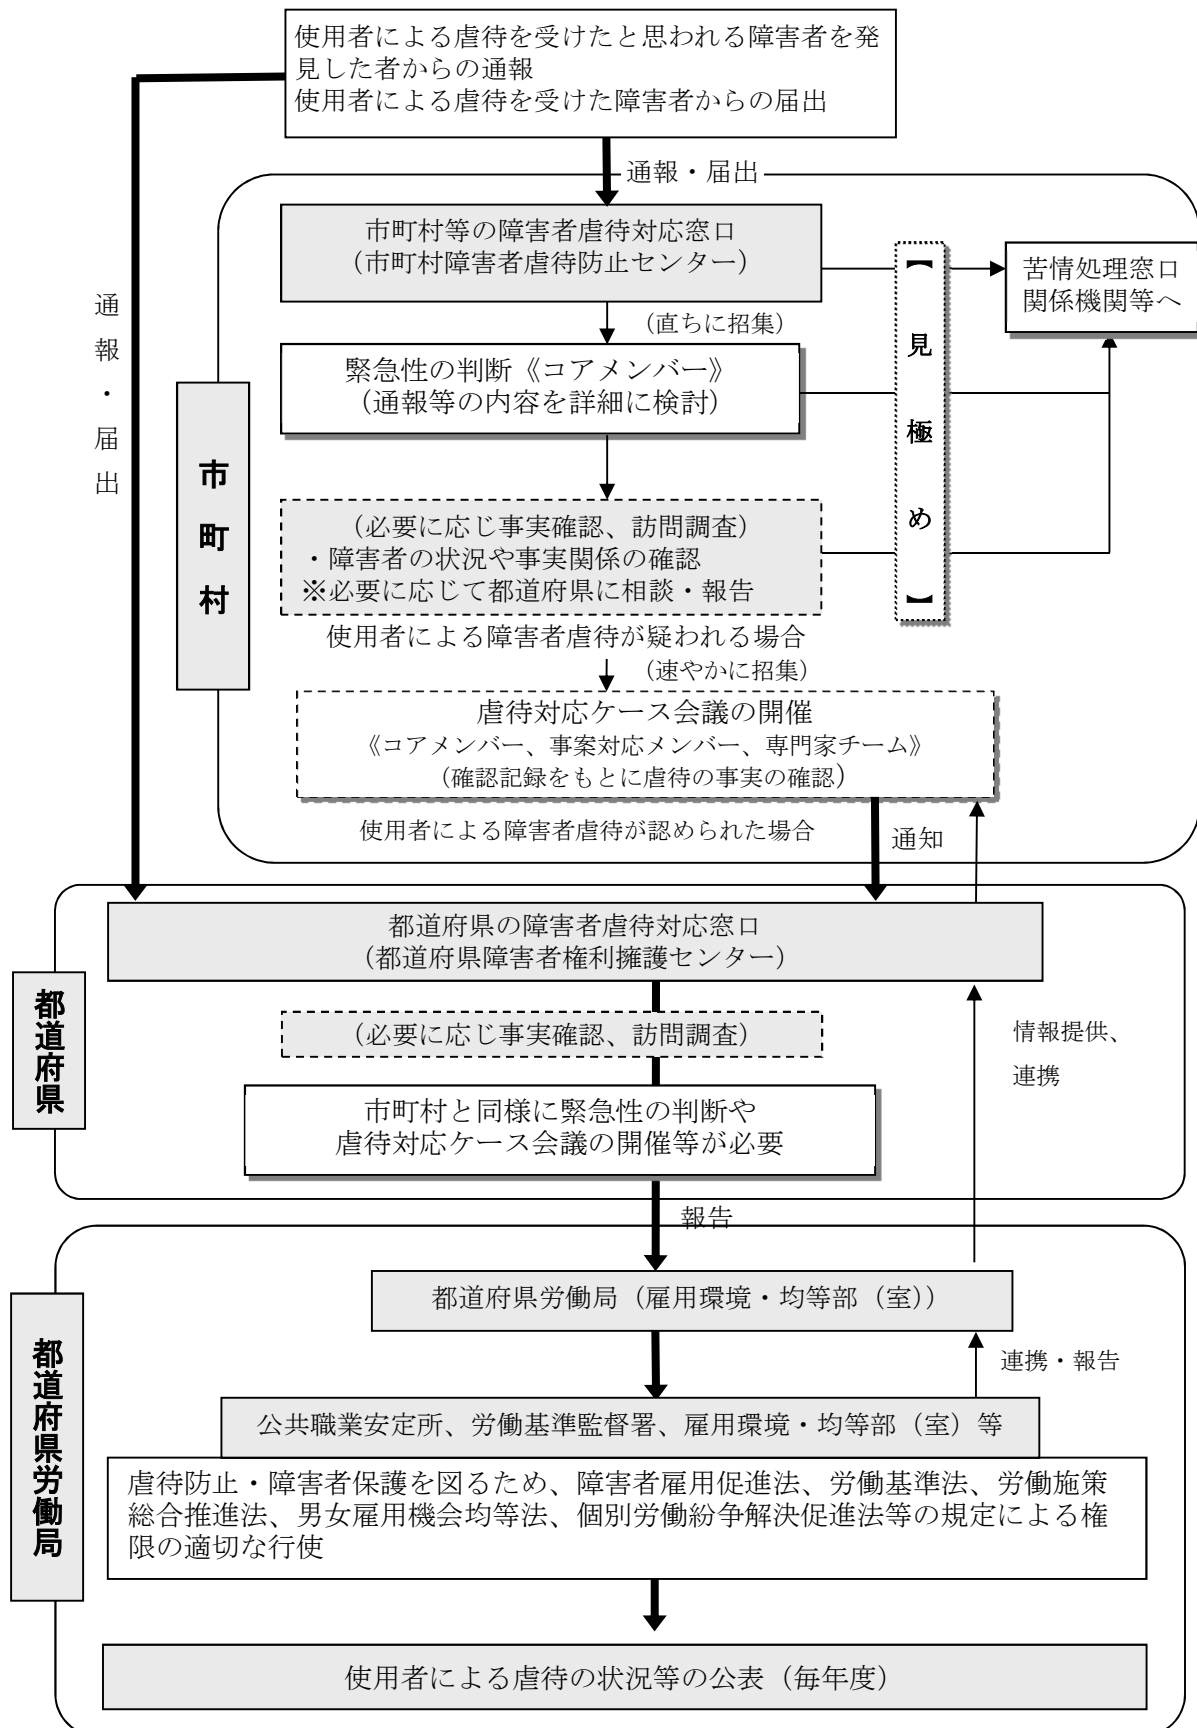 使用者による虐待を受けたと思われる障害者を発
見した者からの通報
使用者による虐待を受けた障害者からの届出
通報・届出
通報・届出
市町村
市町村等の障害者虐待対応窓口
(市町村障害者虐待防止センター)
(直ちに招集)
緊急性の判断《コアメンバー》
(通報等の内容を詳細に検討)
【見極め】
苦情処理窓口
関係機関等へ
(必要に応じ事実確認、訪問調査)
・障害者の状況や事実関係の確認
※必要に応じて都道府県に相談・報告
使用者による障害者虐待が疑われる場合
(速やかに招集)
虐待対応ケース会議の開催
《コアメンバー、事案対応メンバー、専門家チーム》
(確認記録をもとに虐待の事実の確認)
使用者による障害者虐待が認められた場合
通知
都道府県
都道府県の障害者虐待対応窓口
(都道府県障害者権利擁護センター)
(必要に応じ事実確認、訪問調査)
市町村と同様に緊急性の判断や
虐待対応ケース会議の開催等が必要
情報提供、
連携
報告
都道府県労働局
都道府県労働局(雇用環境・均等部(室))
連携・報告
公共職業安定所、労働基準監督署、雇用環境・均等部(室)等
虐待防止・障害者保護を図るため、障害者雇用促進法、労働基準法、労働施策
総合推進法、男女雇用機会均等法、個別労働紛争解決促進法等の規定による権
限の適切な行使
使用者による虐待の状況等の公表(毎年度)